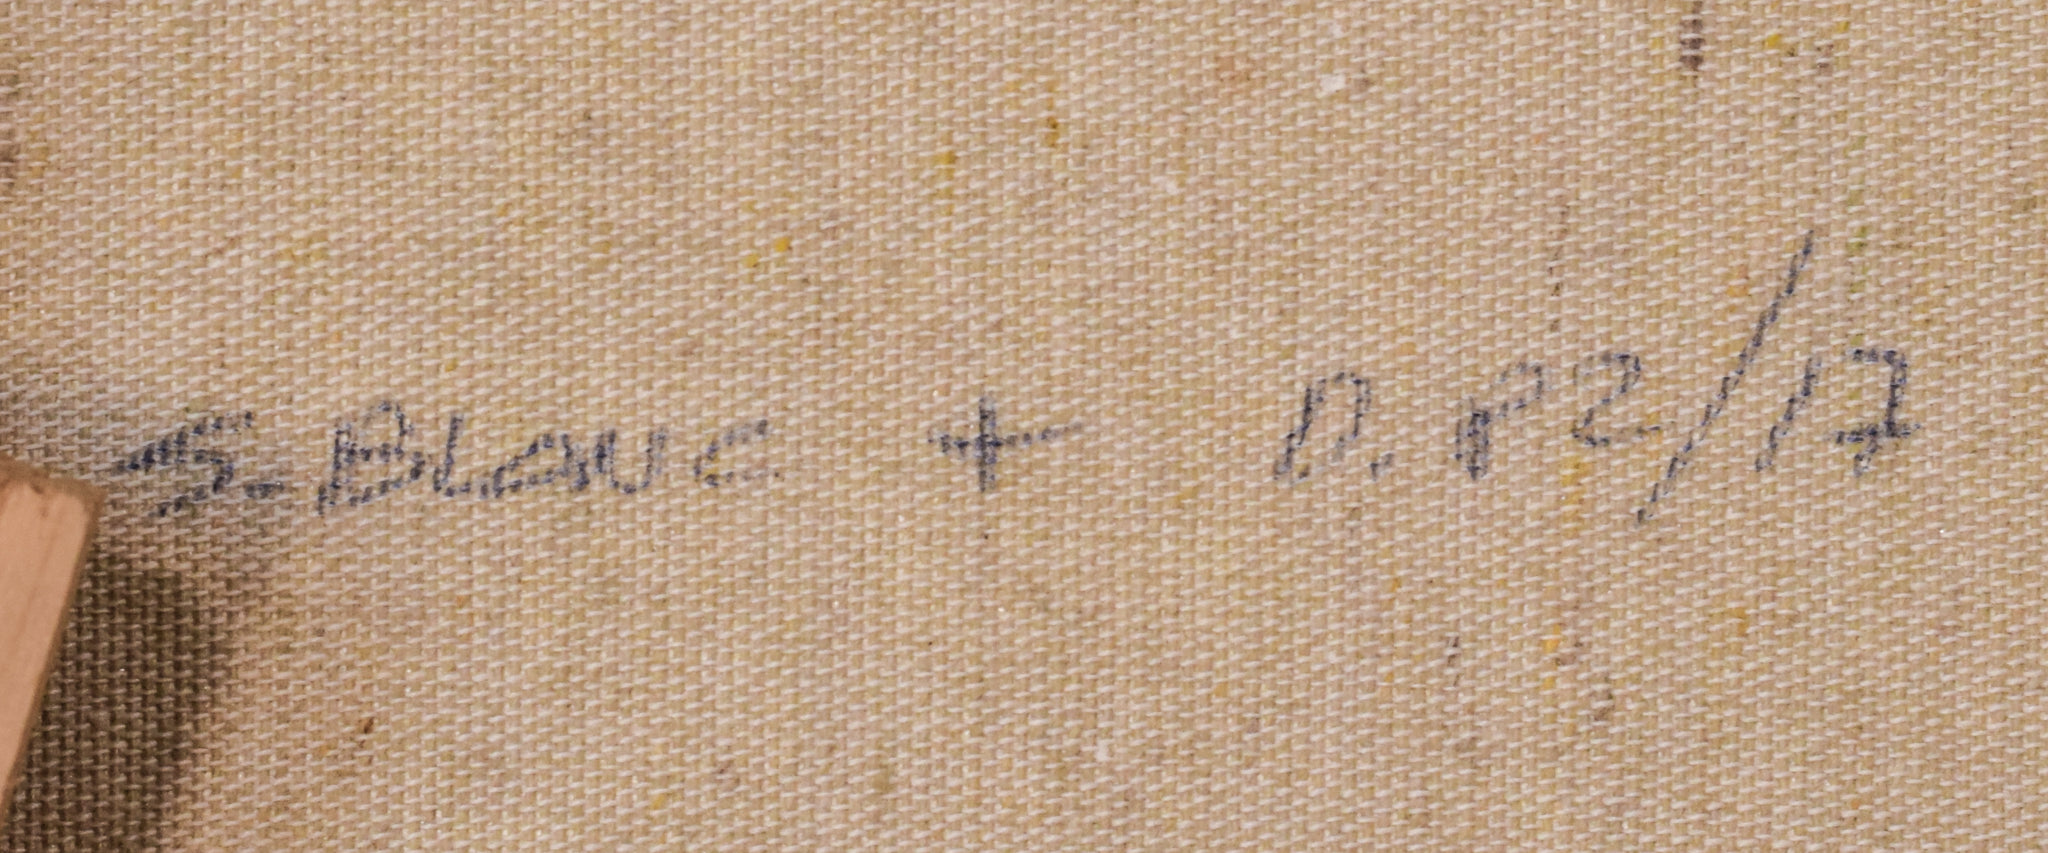 S. BLANC + D. P2/17